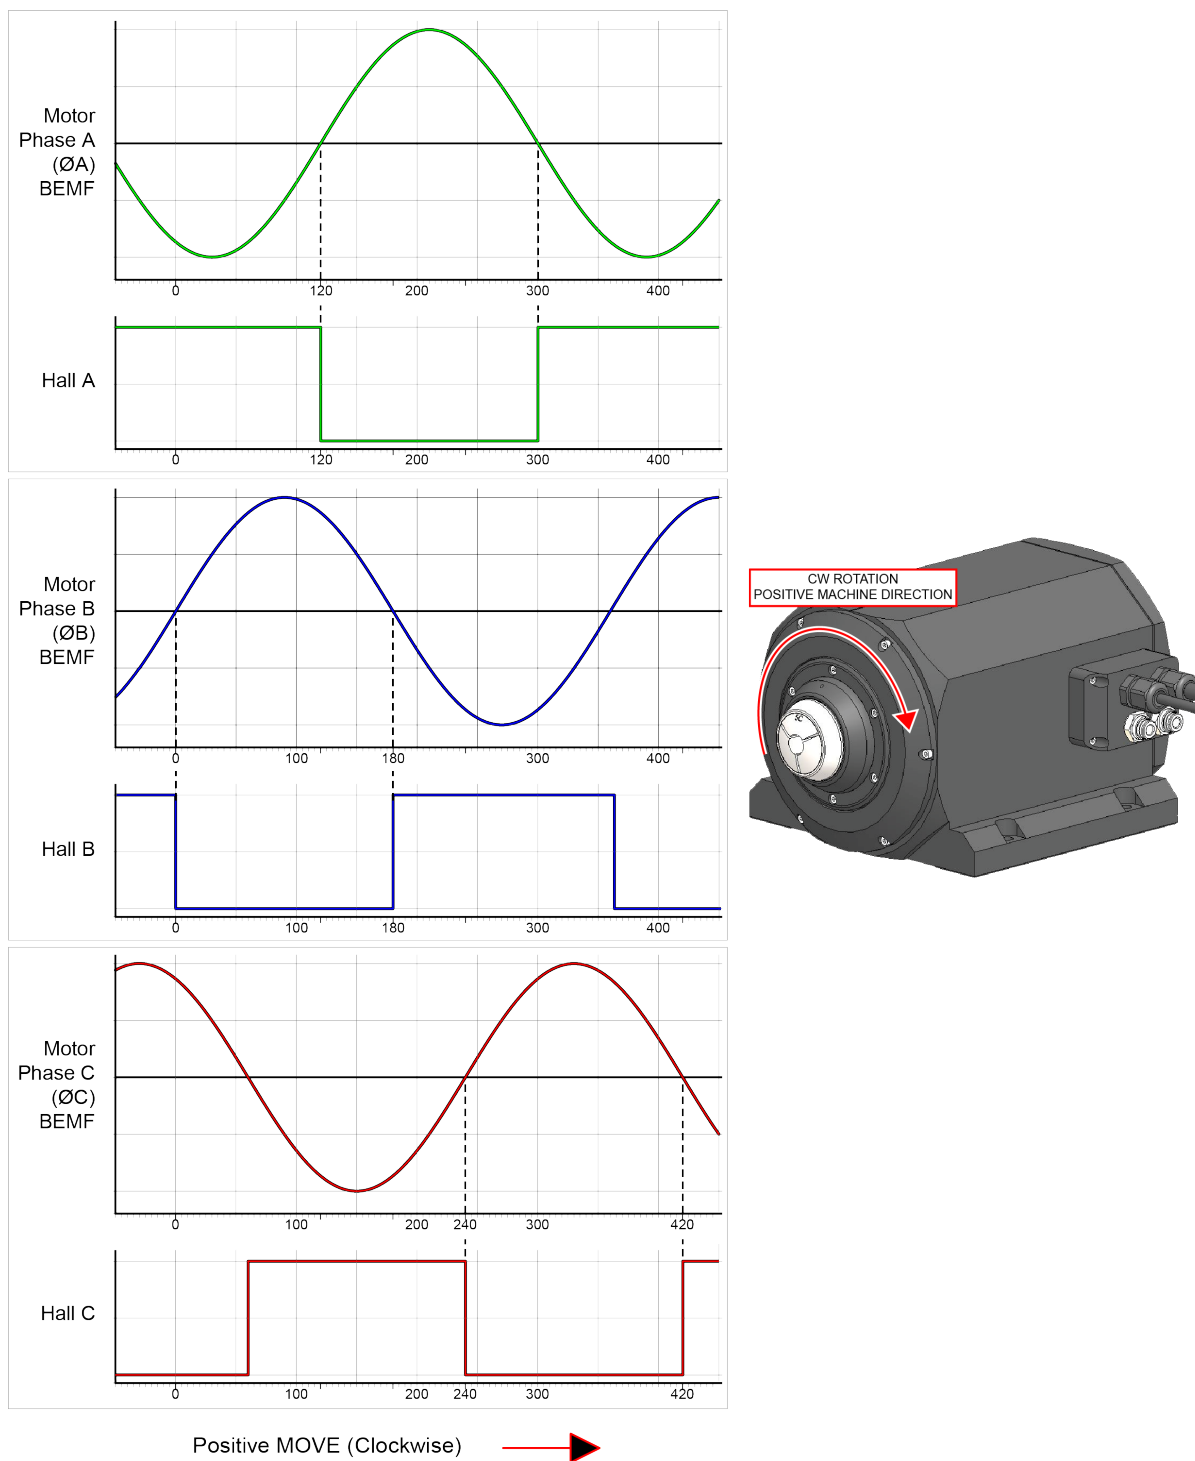 Motor
Phase A
(ØA)
BEMF
0 120 200 300 400
Hall A
0 120 200 300 400
Motor
Phase B
(ØB)
BEMF
0 100 180 300 400
Hall B
0 100 180 300 400
CW ROTATION
POSITIVE MACHINE DIRECTION
Motor
Phase C
(ØC)
BEMF
0 100 200 240 300 420
Hall C
0 100 200 240 300 420
Positive MOVE (Clockwise)